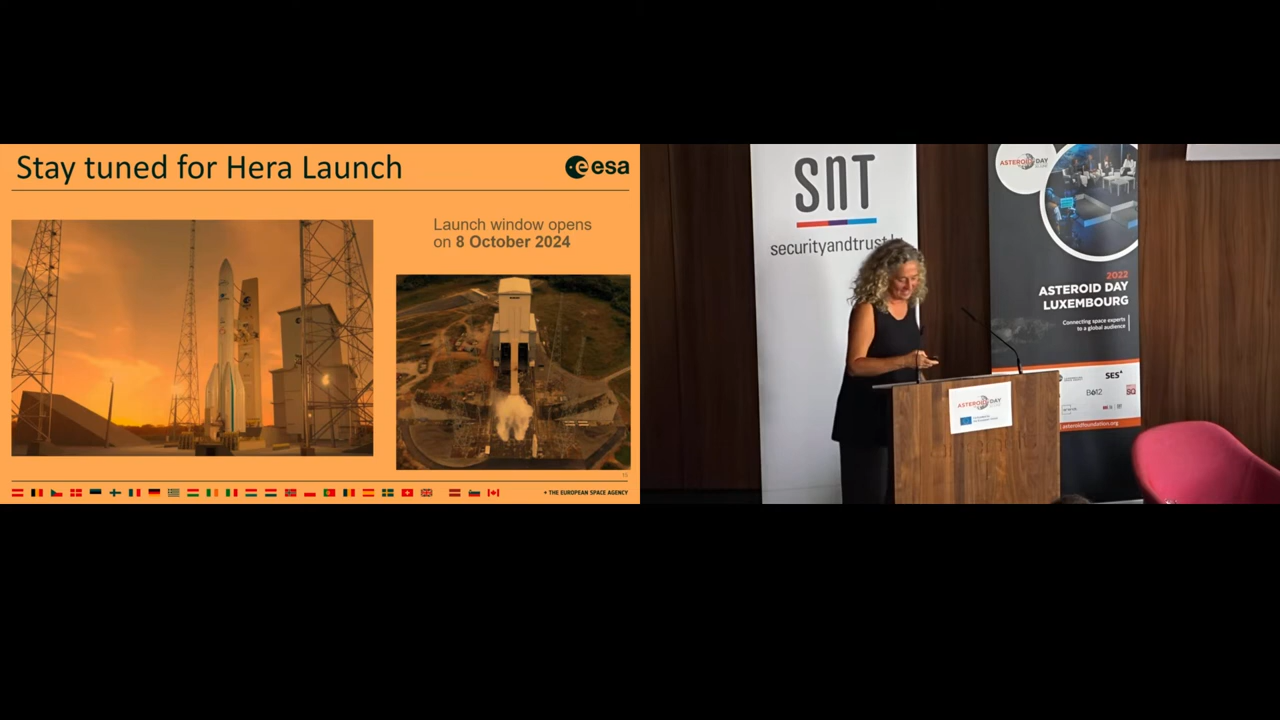 Stay tuned for Hera Launch
esa
Launch window opens
on 8 October 2024
THE EUROPEAN SPACE AGENCY
SnT
securityandtrust.l
ASTEROID DAY
2022
ASTEROID DAY
LUXEMBOURG
Connecting space experts
to a global audience
SES
B612
asteroidfoundation.org
ASTEROID DAY